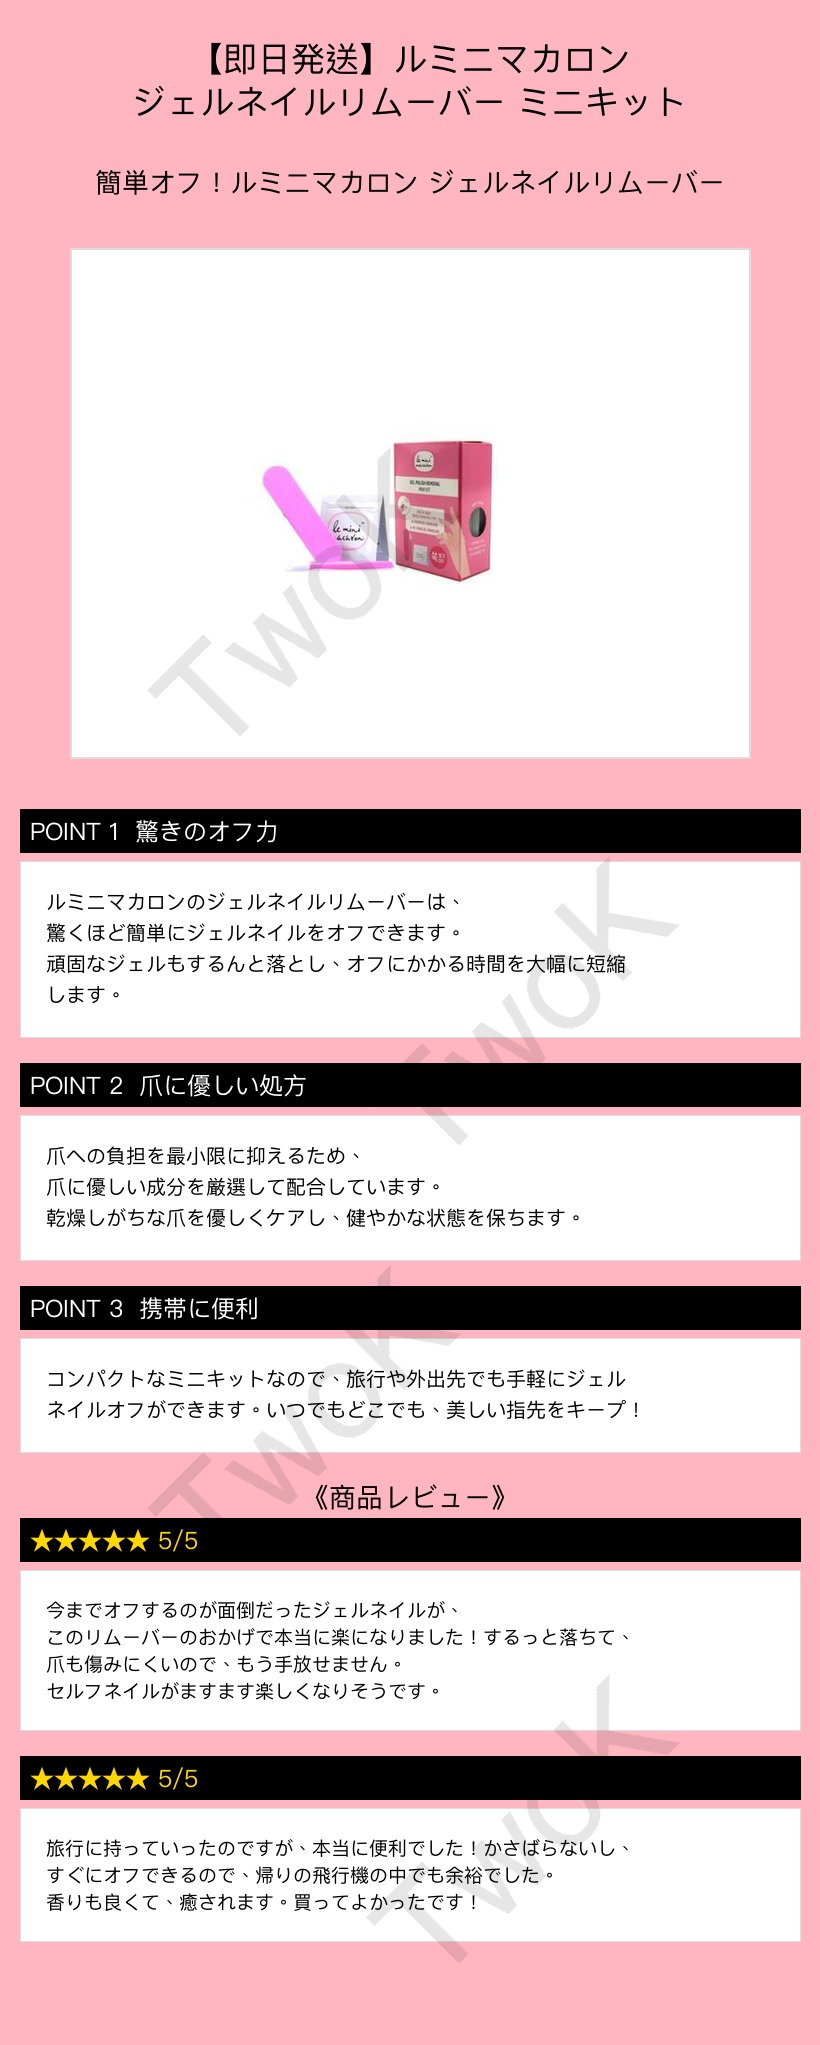 【即日発送】ルミニマカロン
ジェルネイルリムーバー ミニキット
簡単オフ！ルミニマカロン ジェルネイルリムーバー
le mini macaron
GEL POLISH REMOVAL
MINI KIT
le mini
acaron
TwoK
POINT 1 驚きのオフ力
ルミニマカロンのジェルネイルリムーバーは、
驚くほど簡単にジェルネイルをオフできます。
頑固なジェルもするんと落とし、オフにかかる時間を大幅に短縮
します。
TwoK
POINT 2 爪に優しい処方
爪への負担を最小限に抑えるため、
爪に優しい成分を厳選して配合しています。
乾燥しがちな爪を優しくケアし、健やかな状態を保ちます。
POINT 3 携帯に便利
コンパクトなミニキットなので、旅行や外出先でも手軽にジェル
ネイルオフができます。いつでもどこでも、美しい指先をキープ！
TwoK
《商品レビュー》
★★★★★ 5/5
今までオフするのが面倒だったジェルネイルが、
このリムーバーのおかげで本当に楽になりました！するっと落ちて、
爪も傷みにくいので、もう手放せません。
セルフネイルがますます楽しくなりそうです。
★★★★★ 5/5
旅行に持っていったのですが、本当に便利でした！かさばらないし、
すぐにオフできるので、帰りの飛行機の中でも余裕でした。
香りも良くて、癒されます。買ってよかったです！
TwoK